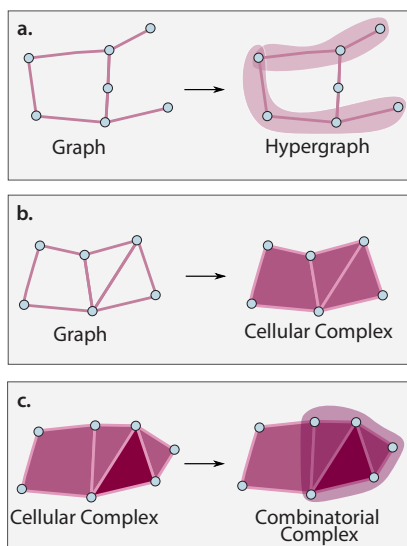 a.
Graph
Hypergraph
b.
Graph
Cellular Complex
c.
Cellular Complex
Combinatorial
Complex